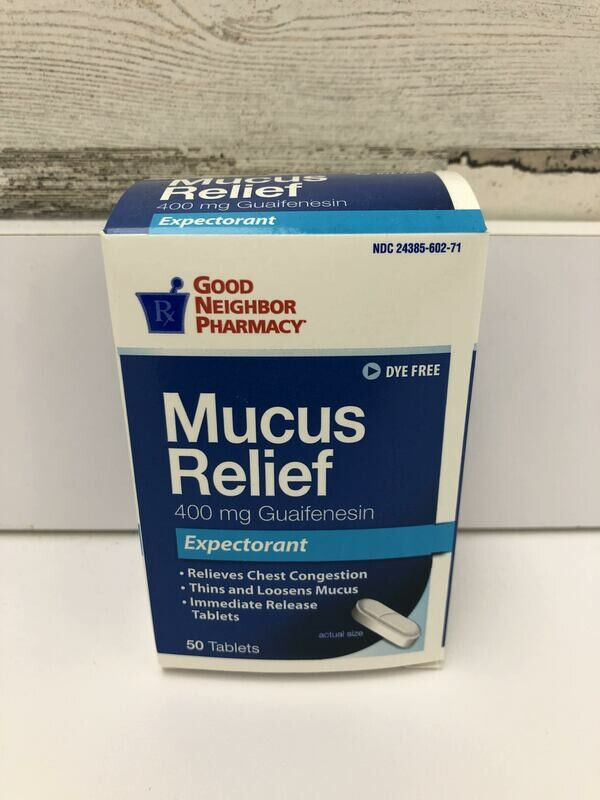 Mucus
Relief
400 mg Guaifenesin
Expectorant
NDC 24385-602-71
Rx
GOOD
NEIGHBOR
PHARMACY
DYE FREE
Mucus
Relief
400 mg Guaifenesin
Expectorant
• Relieves Chest Congestion
• Thins and Loosens Mucus
• Immediate Release
Tablets
actual size
50 Tablets